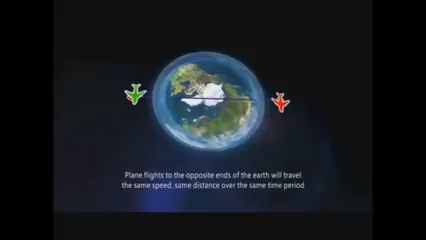 Plane flights to the opposite ends of the earth will travel
the same speed, same distance over the same time period